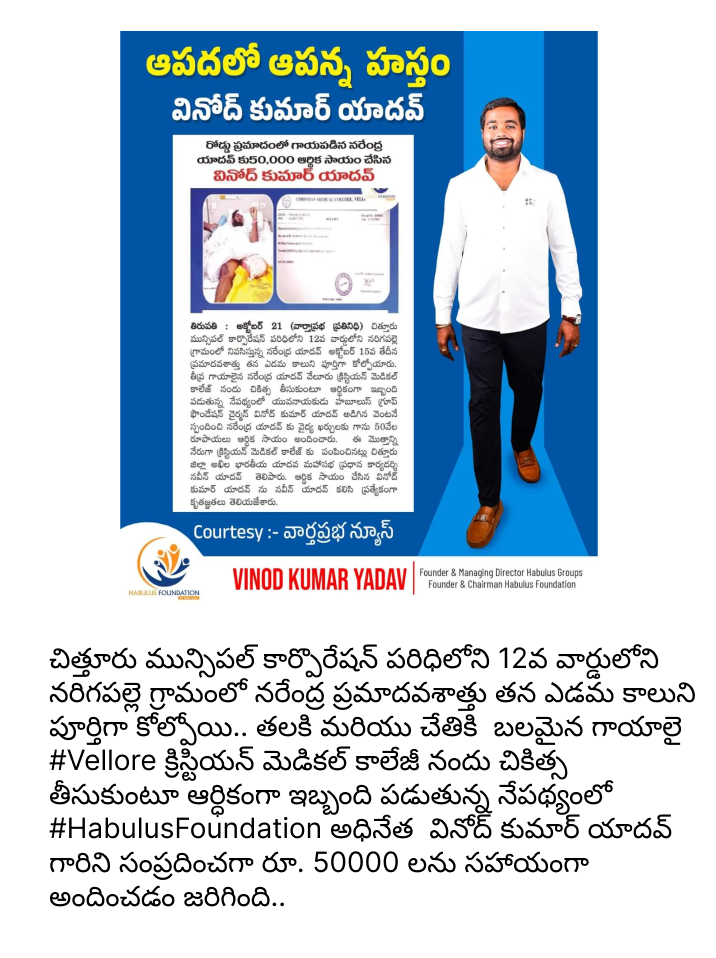 ఆపదలో ఆపన్న హస్తం
వినోద్ కుమార్ యాదవ్
రోడ్డు ప్రమాదంలో గాయపడిన నరేంద్ర
యాదవ్ కు50,000 ఆర్థిక సాయం చేసిన
వినోద్ కుమార్ యాదవ్
CHRISTIAN MEDICAL COLLEGE,
తిరుపతి : అక్టోబర్ 21 (వార్తాప్రభ ప్రతినిధి) చిత్తూరు
మున్సిపల్ కార్పొరేషన్ పరిధిలోని 12వ వార్డులోని నరిగపల్లె
గ్రామంలో నివసిస్తున్న నరేంద్ర యాదవ్ అక్టోబర్ 15వ తేదీన
ప్రమాదవశాత్తు తన ఎడమ కాలుని పూర్తిగా కోల్పోయారు.
తీవ్ర గాయాలైన నరేంద్ర యాదవ్ వేలూరు క్రిస్టియన్ మెడికల్
కాలేజ్ నందు చికిత్స తీసుకుంటూ ఆర్థికంగా ఇబ్బంది
పడుతున్న నేపథ్యంలో యువనాయకుడు హబూలుస్ గ్రూప్
ఫౌండేషన్ చైర్మన్ వినోద్ కుమార్ యాదవ్ అడిగిన వెంటనే
స్పందించి నరేంద్ర యాదవ్ కు వైద్య ఖర్చులకు గాను 50వేల
రూపాయలు ఆర్థిక సాయం అందించారు. ఈ మొత్తాన్ని
నేరుగా క్రిస్టియన్ మెడికల్ కాలేజ్ కు పంపించినట్లు చిత్తూరు
జిల్లా అఖిల భారతీయ యాదవ మహాసభ ప్రధాన కార్యదర్శి
నవీన్ యాదవ్ తెలిపారు. ఆర్థిక సాయం చేసిన వినోద్
కుమార్ యాదవ్ ను నవీన్ యాదవ్ కలిసి ప్రత్యేకంగా
కృతజ్ఞతలు తెలియజేశారు.
Courtesy :- వార్తప్రభ న్యూస్
HABULUS FOUNDATION
VINOD KUMAR YADAV
Founder & Managing Director Habulus Groups
Founder & Chairman Habulus Foundation
చిత్తూరు మున్సిపల్ కార్పొరేషన్ పరిధిలోని 12వ వార్డులోని
నరిగపల్లె గ్రామంలో నరేంద్ర ప్రమాదవశాత్తు తన ఎడమ కాలుని
పూర్తిగా కోల్పోయి.. తలకి మరియు చేతికి బలమైన గాయాలై
#Vellore క్రిస్టియన్ మెడికల్ కాలేజీ నందు చికిత్స
తీసుకుంటూ ఆర్ధికంగా ఇబ్బంది పడుతున్న నేపథ్యంలో
#HabulusFoundation అధినేత వినోద్ కుమార్ యాదవ్
గారిని సంప్రదించగా రూ. 50000 లను సహాయంగా
అందించడం జరిగింది..